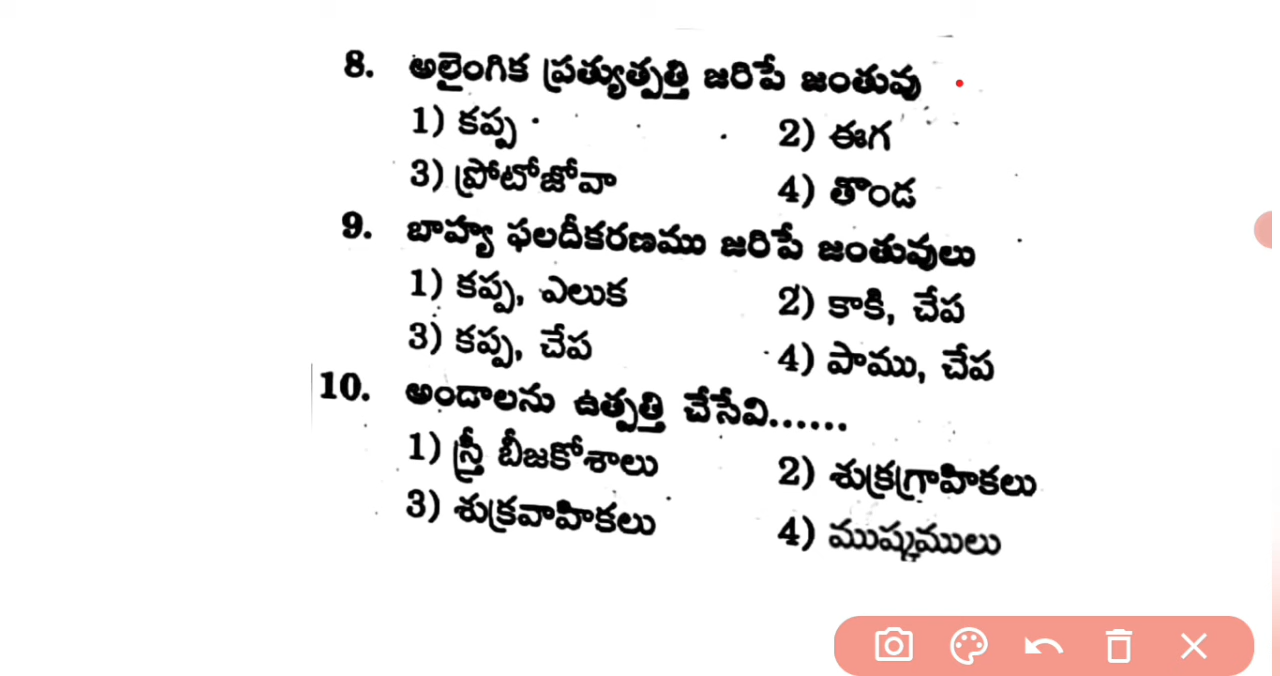 8. అలైంగిక ప్రత్యుత్పత్తి జరిపే జంతువు
1) కప్ప 2) ఈగ
3) ప్రోటోజోవా 4) తొండ
9. బాహ్య ఫలదీకరణము జరిపే జంతువులు
1) కప్ప, ఎలుక 2) కాకి, చేప
3) కప్ప, చేప 4) పాము, చేప
10. అండాలను ఉత్పత్తి చేసేవి......
1) స్త్రీ బీజకోశాలు 2) శుక్రగ్రాహికలు
3) శుక్రవాహికలు 4) ముష్కములు